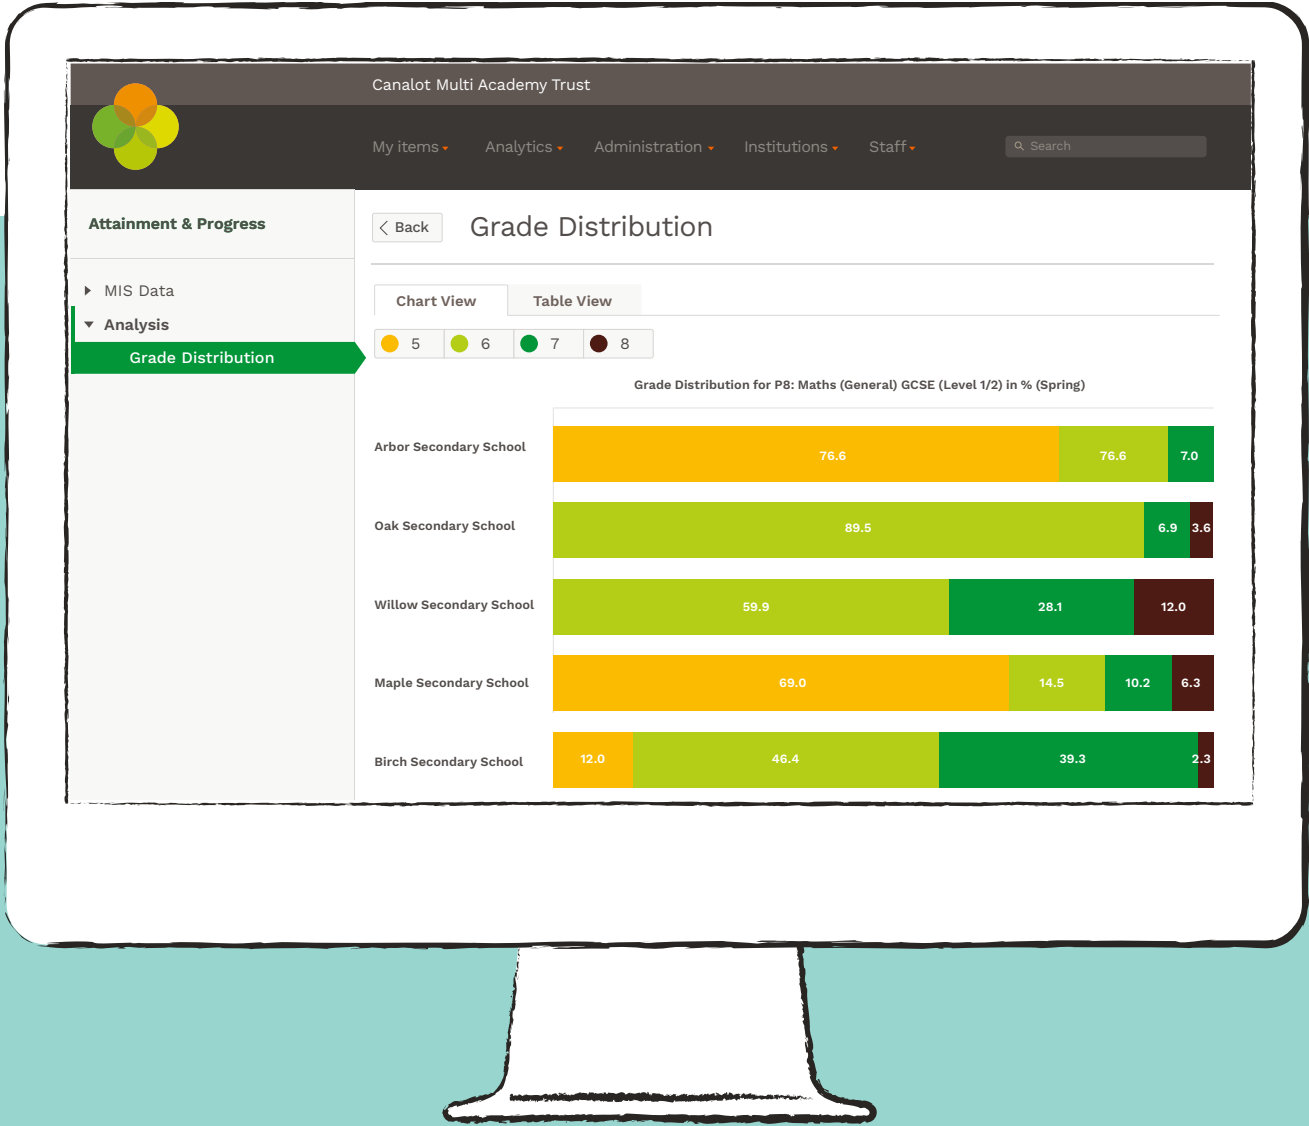 Canalot Multi Academy Trust
My items Analytics Administration Institutions Staff Search
Attainment & Progress
MIS Data
Analysis
Grade Distribution
Back Grade Distribution
Chart View Table View
5 6 7 8
Grade Distribution for P8: Maths (General) GCSE (Level 1/2) in % (Spring)
Arbor Secondary School 76.6 76.6 7.0
Oak Secondary School 89.5 6.9 3.6
Willow Secondary School 59.9 28.1 12.0
Maple Secondary School 69.0 14.5 10.2 6.3
Birch Secondary School 12.0 46.4 39.3 2.3